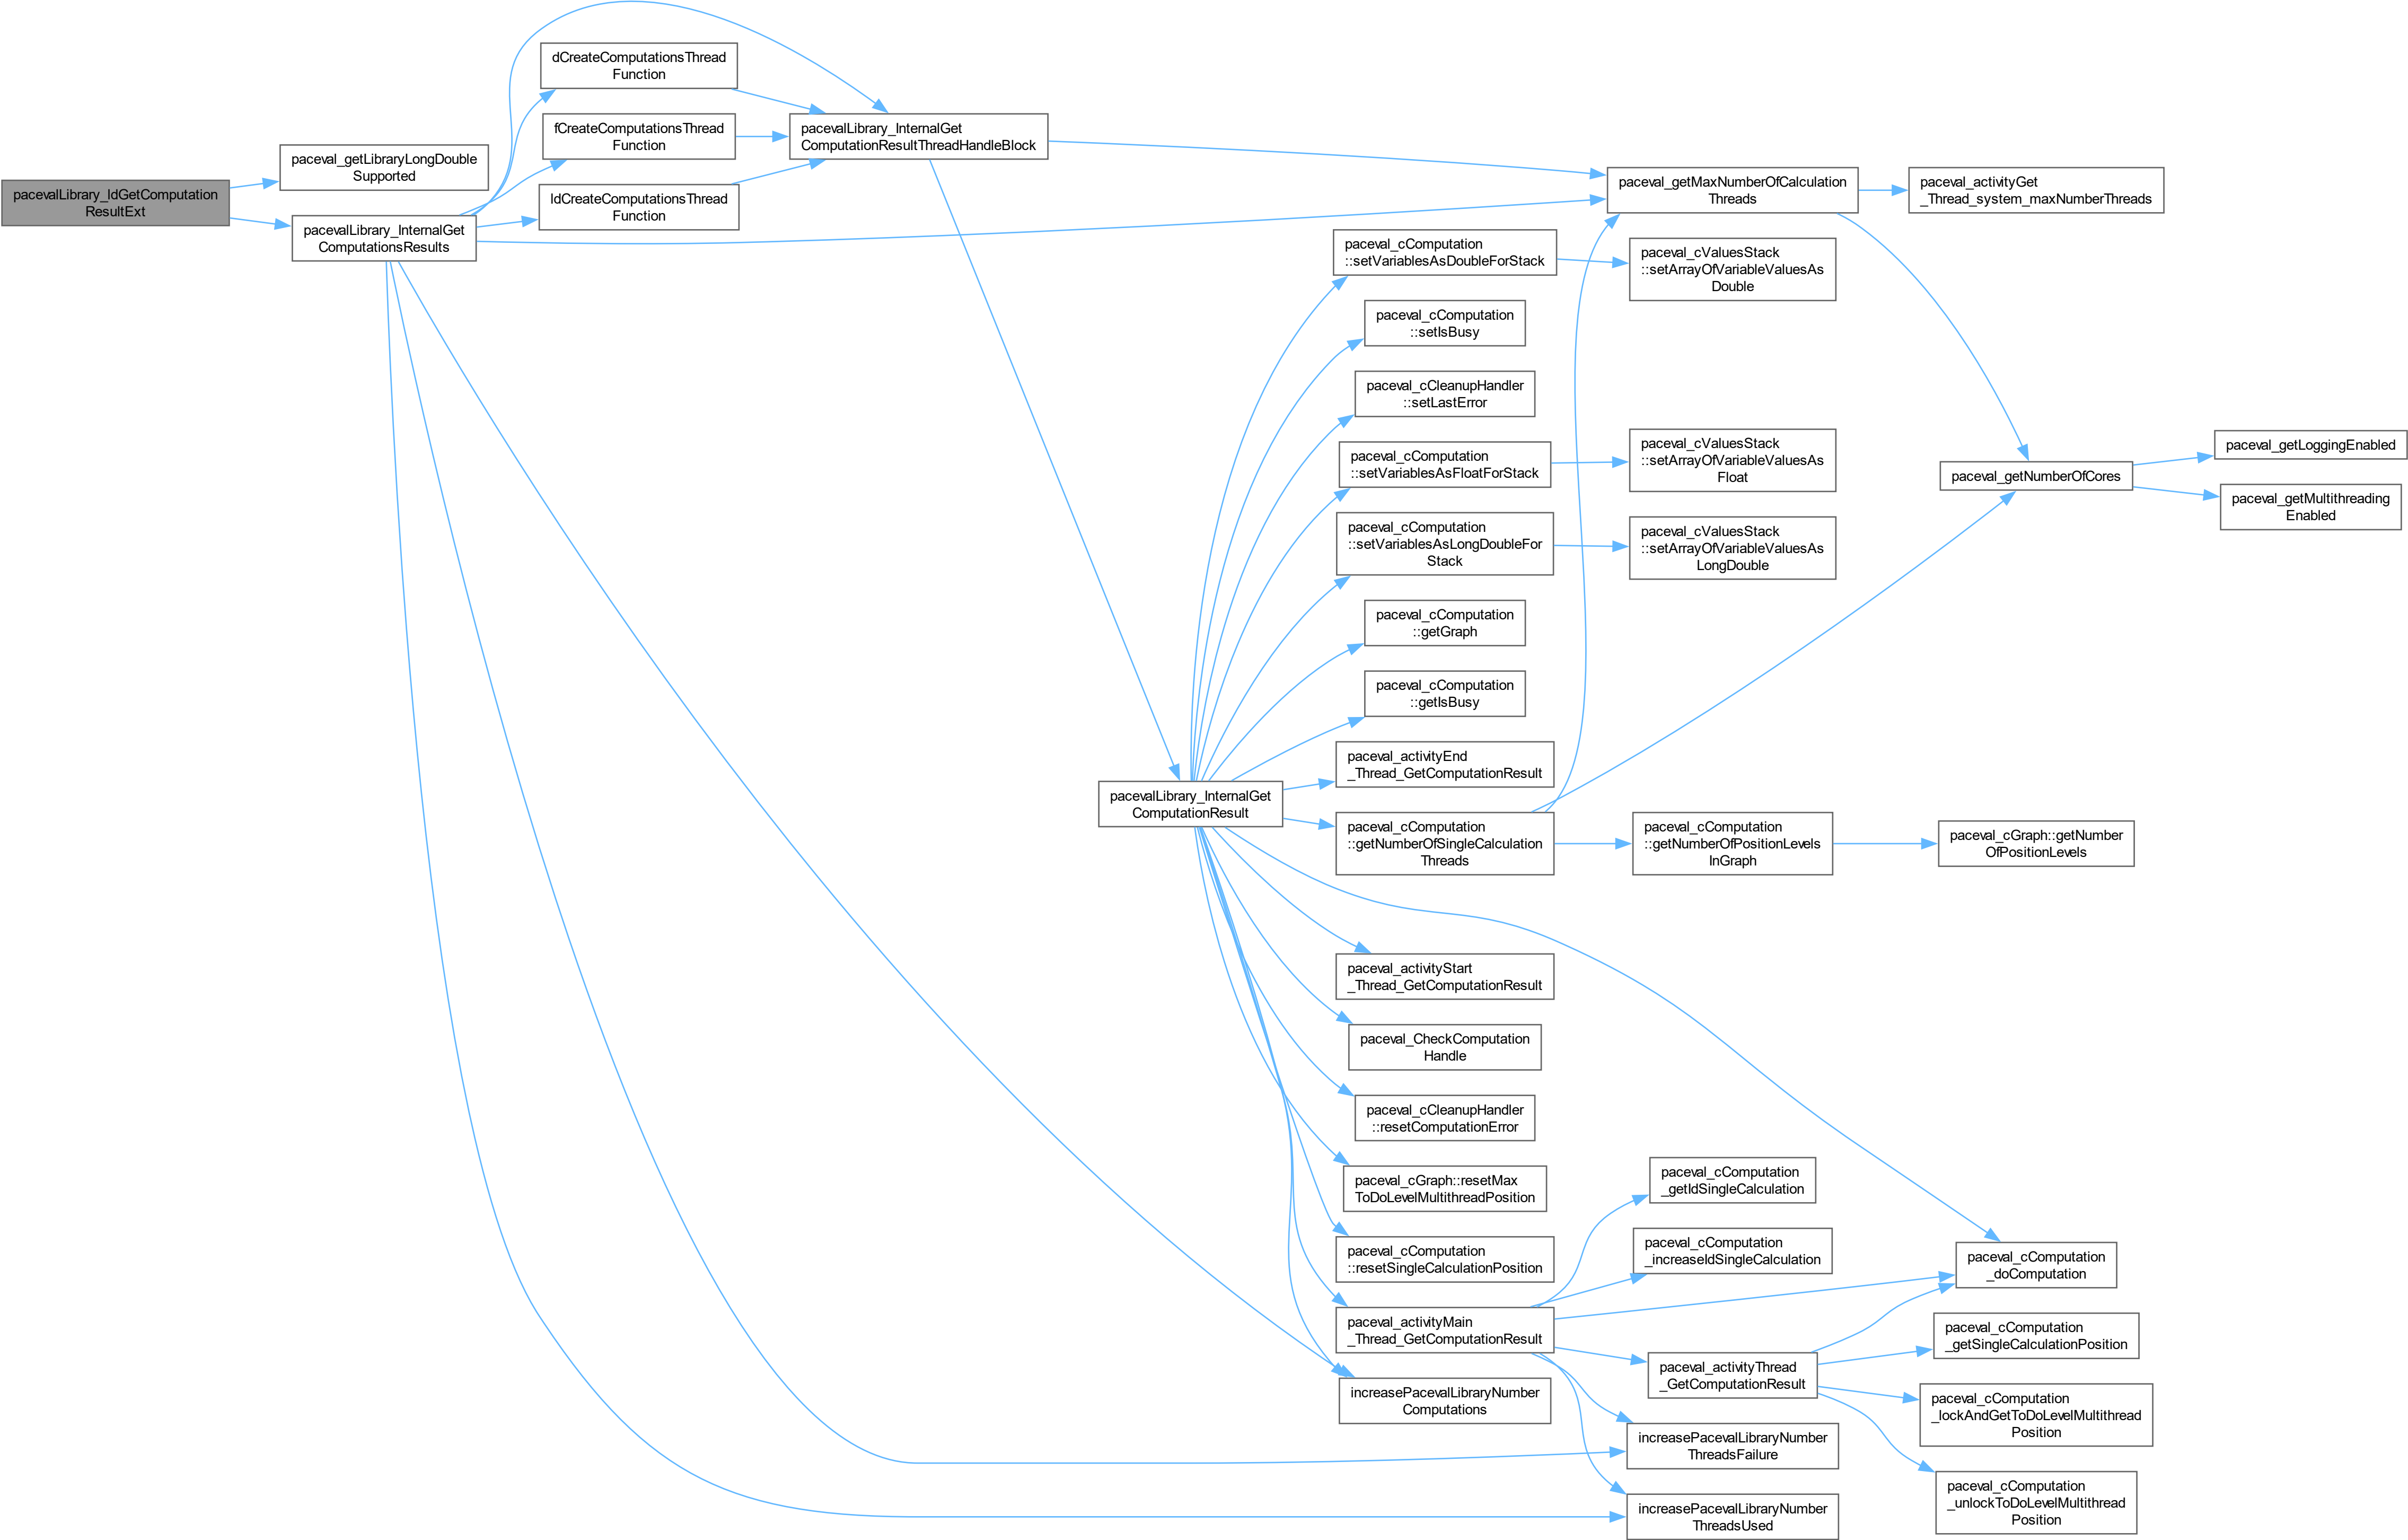 pacevalLibrary_ldGetComputation
ResultExt
paceval_getLibraryLongDouble
Supported
pacevalLibrary_InternalGet
ComputationsResults
dCreateComputationsThread
Function
fCreateComputationsThread
Function
ldCreateComputationsThread
Function
pacevalLibrary_InternalGet
ComputationResultThreadHandleBlock
pacevalLibrary_InternalGet
ComputationResult
paceval_cComputation
::setVariablesAsDoubleForStack
paceval_cComputation
::setIsBusy
paceval_cCleanupHandler
::setLastError
paceval_cComputation
::setVariablesAsFloatForStack
paceval_cComputation
::setVariablesAsLongDoubleFor
Stack
paceval_cComputation
::getGraph
paceval_cComputation
::getIsBusy
paceval_activityEnd
_Thread_GetComputationResult
paceval_cComputation
::getNumberOfSingleCalculation
Threads
paceval_activityStart
_Thread_GetComputationResult
paceval_CheckComputation
Handle
paceval_cCleanupHandler
::resetComputationError
paceval_cGraph::resetMax
ToDoLevelMultithreadPosition
paceval_cComputation
::resetSingleCalculationPosition
paceval_activityMain
_Thread_GetComputationResult
increasePacevalLibraryNumber
Computations
paceval_getMaxNumberOfCalculation
Threads
paceval_cValuesStack
::setArrayOfVariableValuesAs
Double
paceval_cValuesStack
::setArrayOfVariableValuesAs
Float
paceval_cValuesStack
::setArrayOfVariableValuesAs
LongDouble
paceval_cComputation
::getNumberOfPositionLevels
InGraph
paceval_cComputation
_getIdSingleCalculation
paceval_cComputation
_increaseIdSingleCalculation
paceval_activityThread
_GetComputationResult
increasePacevalLibraryNumber
ThreadsFailure
increasePacevalLibraryNumber
ThreadsUsed
paceval_activityGet
_Thread_system_maxNumberThreads
paceval_getNumberOfCores
paceval_cGraph::getNumber
OfPositionLevels
paceval_cComputation
_doComputation
paceval_cComputation
_getSingleCalculationPosition
paceval_cComputation
_lockAndGetToDoLevelMultithread
Position
paceval_cComputation
_unlockToDoLevelMultithread
Position
paceval_getLoggingEnabled
paceval_getMultithreading
Enabled